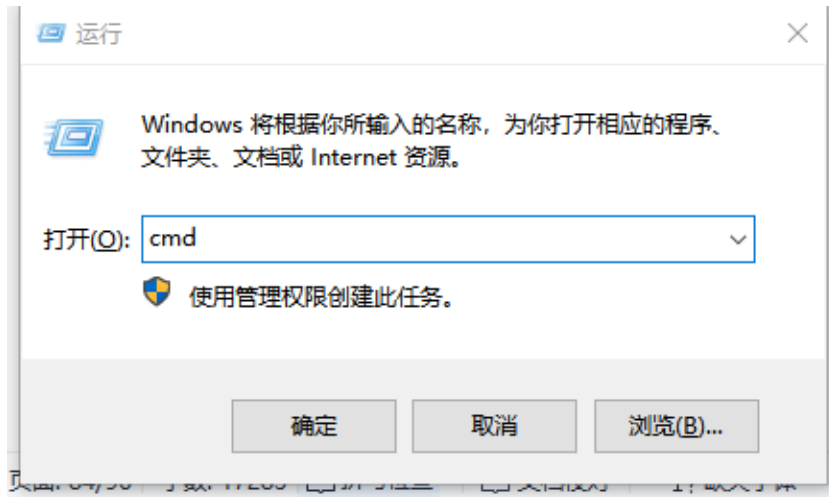 运行
Windows 将根据你所输入的名称，为你打开相应的程序、
文件夹、文档或 Internet 资源。
打开(O): cmd
使用管理权限创建此任务。
确定 取消 浏览(B)...